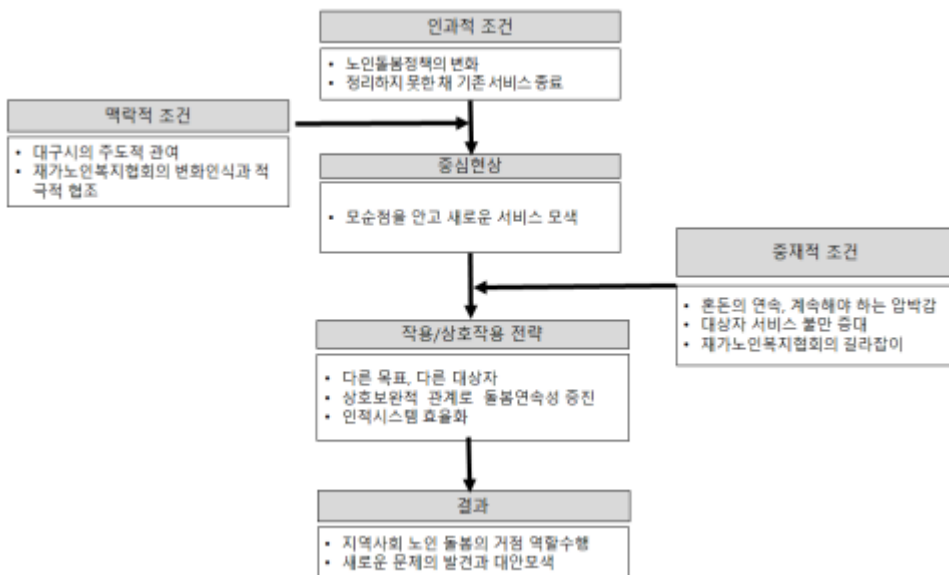 인과적 조건
• 노인돌봄정책의 변화
• 정리하지 못한 채 기존 서비스 종료
맥락적 조건
• 대구시의 주도적 관여
• 재가노인복지협회의 변화인식과 적
극적 협조
중심현상
• 모순점을 안고 새로운 서비스 모색
중재적 조건
• 혼돈의 연속, 계속해야 하는 압박감
• 대상자 서비스 불만 증대
• 재가노인복지협회의 길라잡이
작용/상호작용 전략
• 다른 목표, 다른 대상자
• 상호보완적 관계로 돌봄연속성 증진
• 인적시스템 효율화
결과
• 지역사회 노인 돌봄의 거점 역할수행
• 새로운 문제의 발견과 대안모색